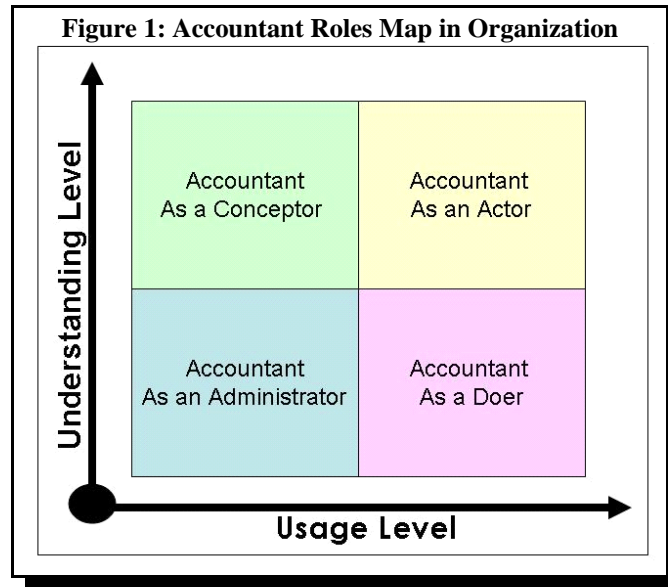 Figure 1: Accountant Roles Map in Organization
Understanding Level
Accountant
As a Conceptor
Accountant
As an Actor
Accountant
As an Administrator
Accountant
As a Doer
Usage Level